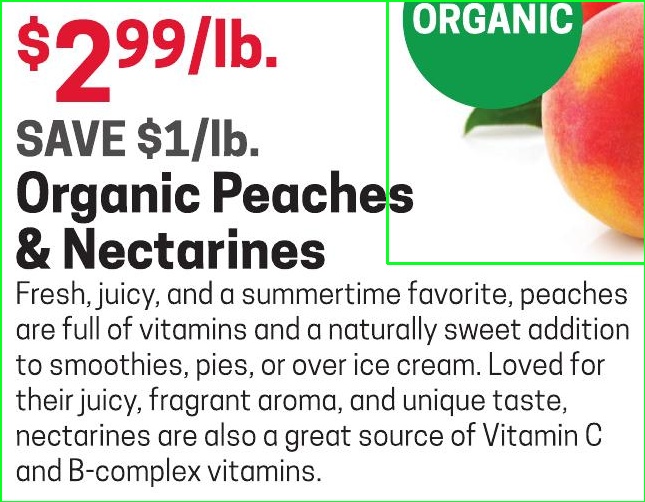 ORGANIC
$2.99/lb.
SAVE $1/lb.
Organic Peaches
& Nectarines
Fresh, juicy, and a summertime favorite, peaches
are full of vitamins and a naturally sweet addition
to smoothies, pies, or over ice cream. Loved for
their juicy, fragrant aroma, and unique taste,
nectarines are also a great source of Vitamin C
and B-complex vitamins.